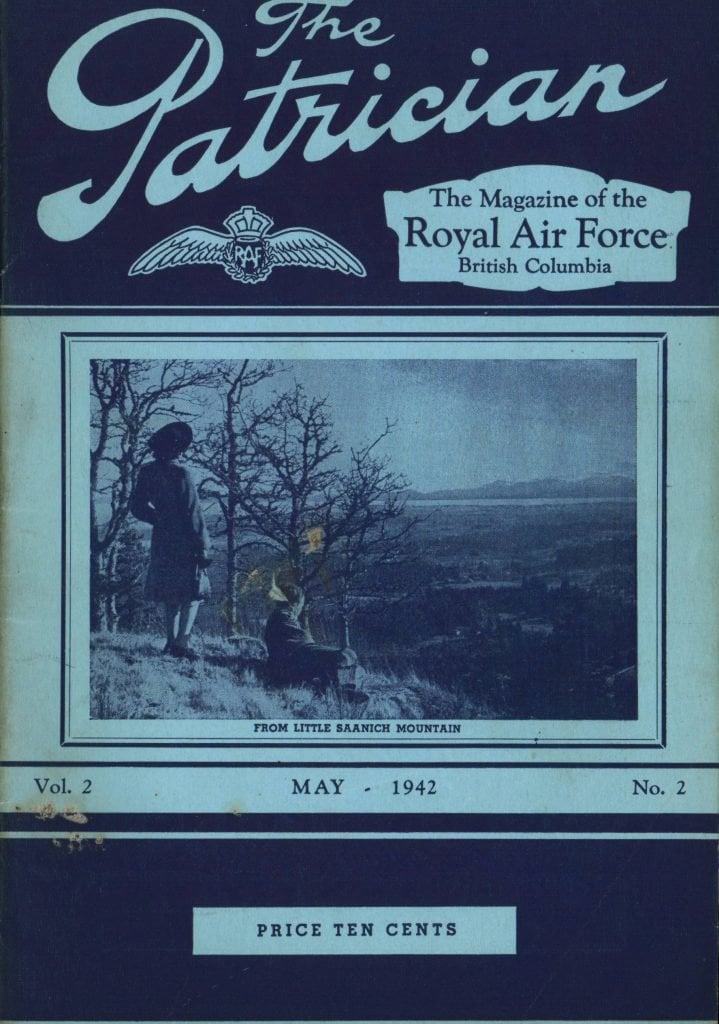 The
Patrician
RAF
The Magazine of the
Royal Air Force
British Columbia
FROM LITTLE SAANICH MOUNTAIN
Vol. 2 MAY - 1942 No. 2
PRICE TEN CENTS